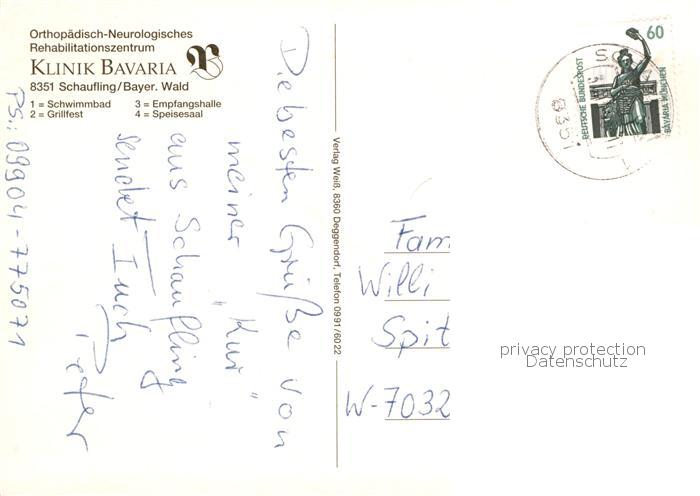 Orthopädisch-Neurologisches
Rehabilitationszentrum
KLINIK BAVARIA
8351 Schaufling/Bayer. Wald
1 = Schwimmbad 3 = Empfangshalle
2 = Grillfest 4 = Speisesaal
Die besten Grüße von
meiner "Kur"
aus Schaufling
sendet Euch
Peter
PS.: 09904-775071
Verlag Weiß, 8360 Deggendorf, Telefon 0991/6022
60
DEUTSCHE BUNDESPOST
BAVARIA MÜNCHEN
8351
Fam
Willi
Spit
W-7032
privacy protection
Datenschutz